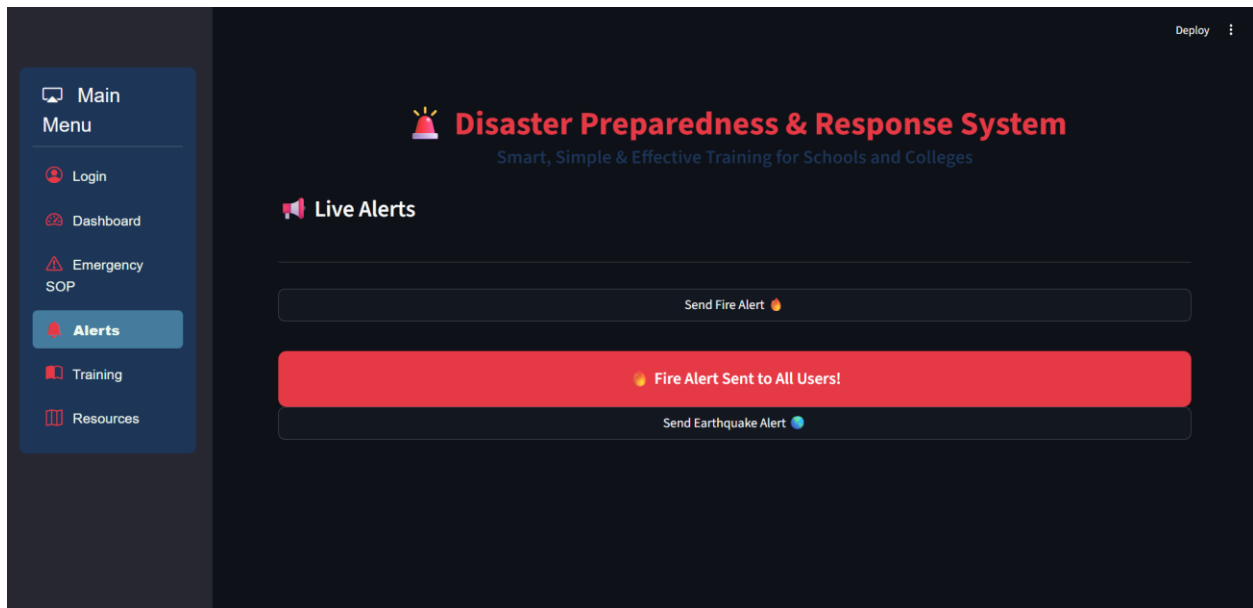 Deploy
Main
Menu
Login
Dashboard
Emergency
SOP
Alerts
Training
Resources
🚨 Disaster Preparedness & Response System
Smart, Simple & Effective Training for Schools and Colleges
📢 Live Alerts
Send Fire Alert 🔥
🔥 Fire Alert Sent to All Users!
Send Earthquake Alert 🌎